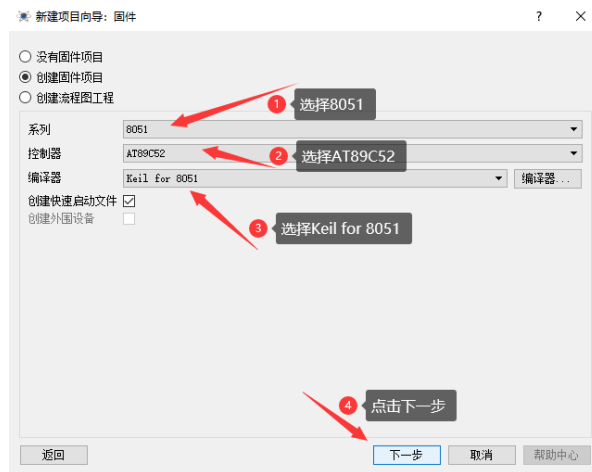 新建项目向导: 固件
? ×
没有固件项目
创建固件项目
创建流程图工程
1 选择8051
系列 8051
控制器 AT89C52
2 选择AT89C52
编译器 Keil for 8051 编译器...
创建快速启动文件
创建外围设备
3 选择Keil for 8051
4 点击下一步
返回 下一步 取消 帮助中心